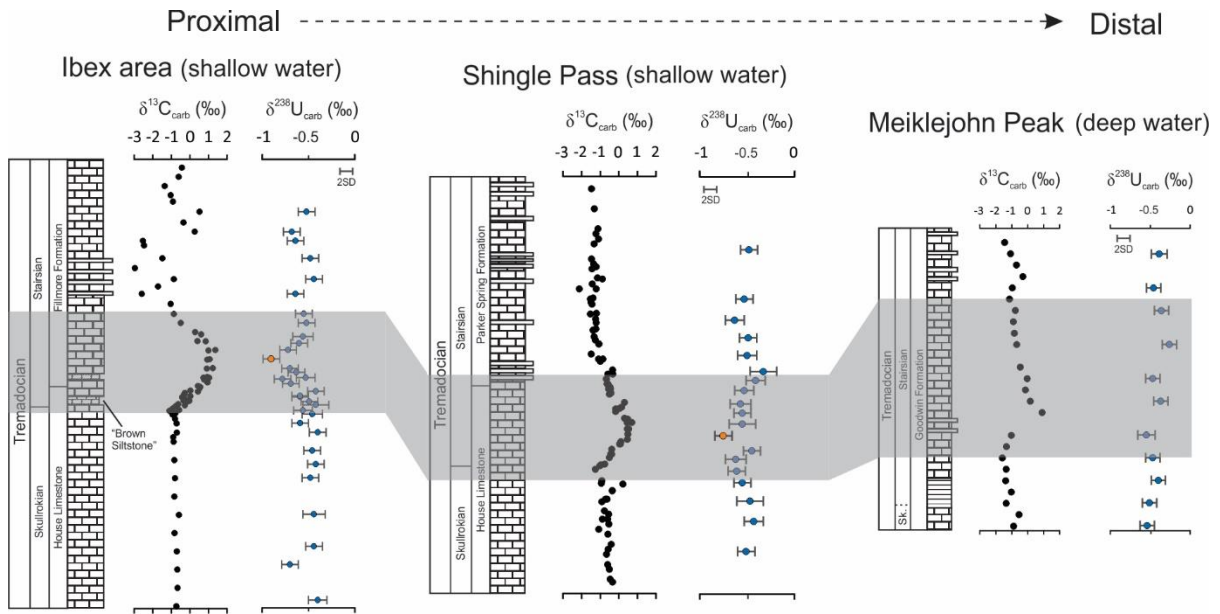 Proximal
Distal
Ibex area (shallow water)
δ¹³Ccarb (‰)
δ²³⁸Ucarb (‰)
-3 -2 -1 0 1 2
-1 -0.5 0
2SD
Tremadocian
Stairsian
Skullrokian
Fillmore Formation
House Limestone
"Brown
Siltstone"
Shingle Pass (shallow water)
δ¹³Ccarb (‰)
δ²³⁸Ucarb (‰)
-3 -2 -1 0 1 2
-1 -0.5 0
2SD
Tremadocian
Stairsian
Skullrokian
Parker Spring Formation
House Limestone
Meiklejohn Peak (deep water)
δ¹³Ccarb (‰)
δ²³⁸Ucarb (‰)
-3 -2 -1 0 1 2
-1 -0.5 0
2SD
Tremadocian
Stairsian
Sk.
Goodwin Formation